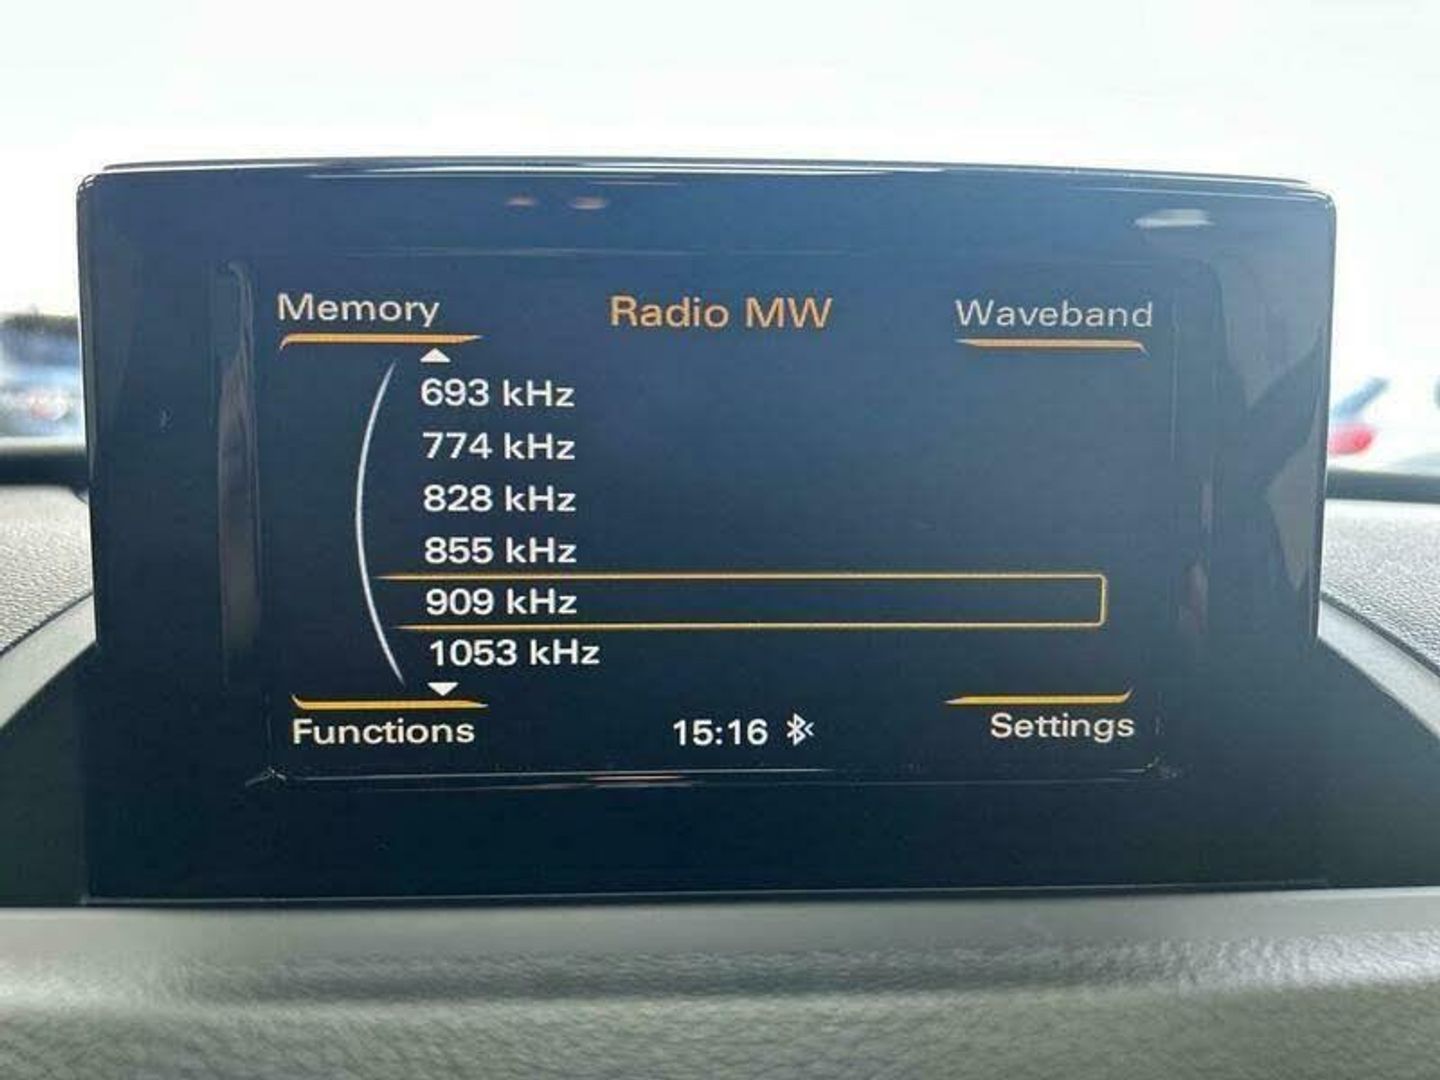 Memory Radio MW Waveband
693 kHz
774 kHz
828 kHz
855 kHz
909 kHz
1053 kHz
Functions 15:16 Settings